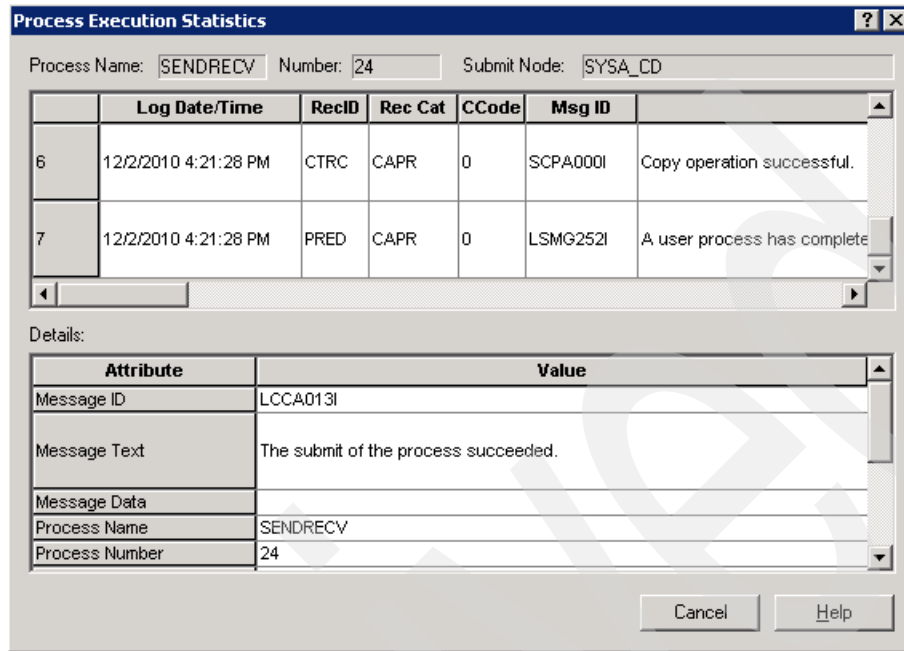 Process Execution Statistics
Process Name: SENDRECV Number: 24 Submit Node: SYSA_CD
Log Date/Time RecID Rec Cat CCode Msg ID
6 12/2/2010 4:21:28 PM CTRC CAPR 0 SCPA000I Copy operation successful.
7 12/2/2010 4:21:28 PM PRED CAPR 0 LSMG252I A user process has complete
Details:
Attribute Value
Message ID LCCA013I
Message Text The submit of the process succeeded.
Message Data
Process Name SENDRECV
Process Number 24
Cancel Help